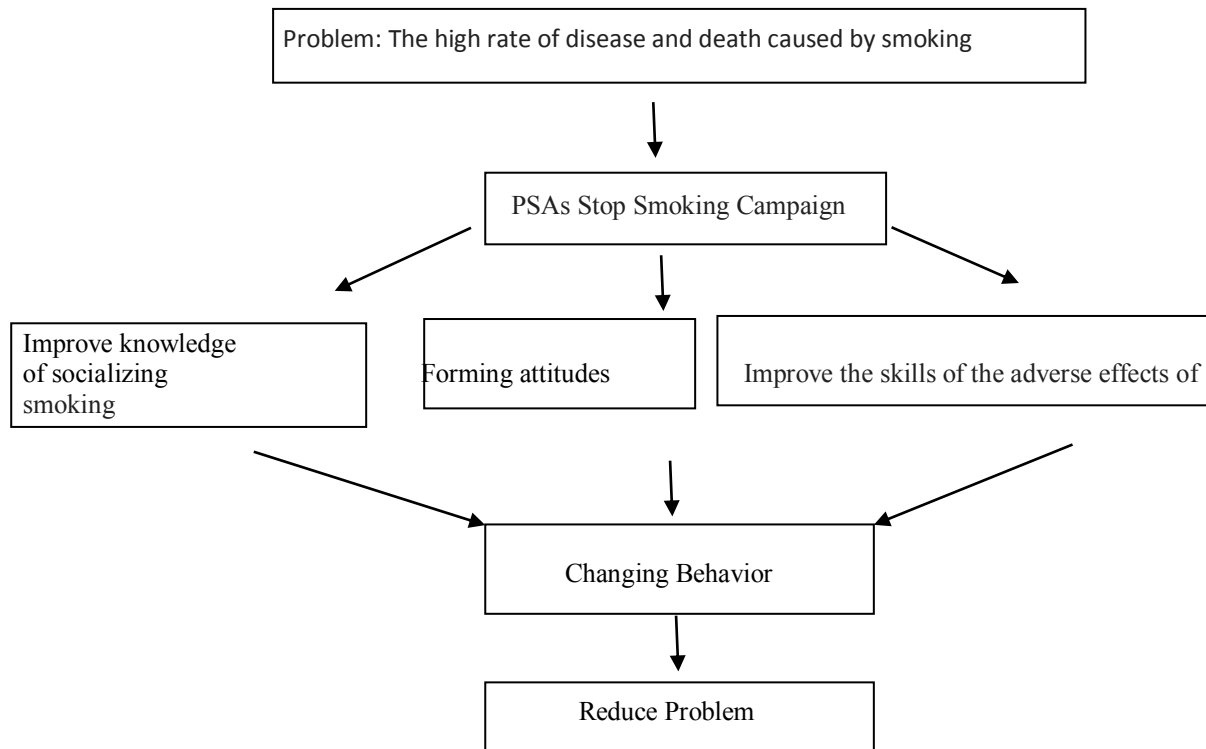 Problem: The high rate of disease and death caused by smoking
PSAs Stop Smoking Campaign
Improve knowledge
of socializing
smoking
Forming attitudes
Improve the skills of the adverse effects of
Changing Behavior
Reduce Problem